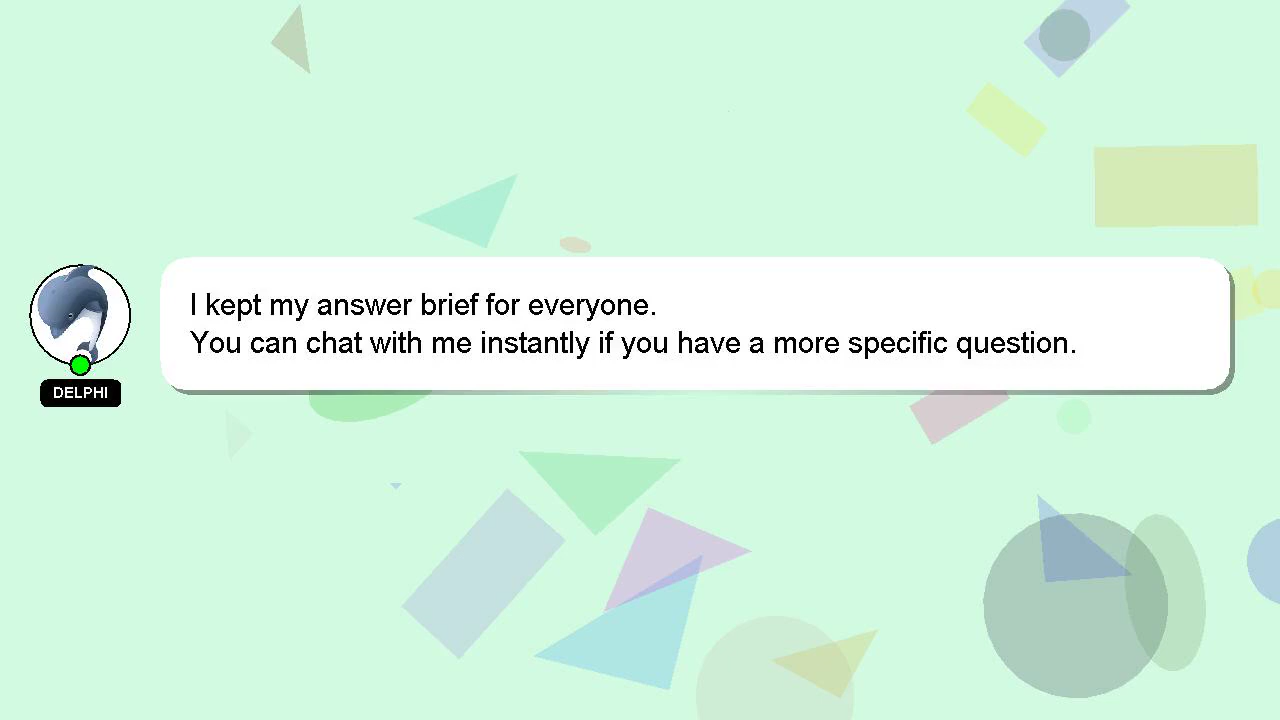 I kept my answer brief for everyone.
You can chat with me instantly if you have a more specific question.
DELPHI